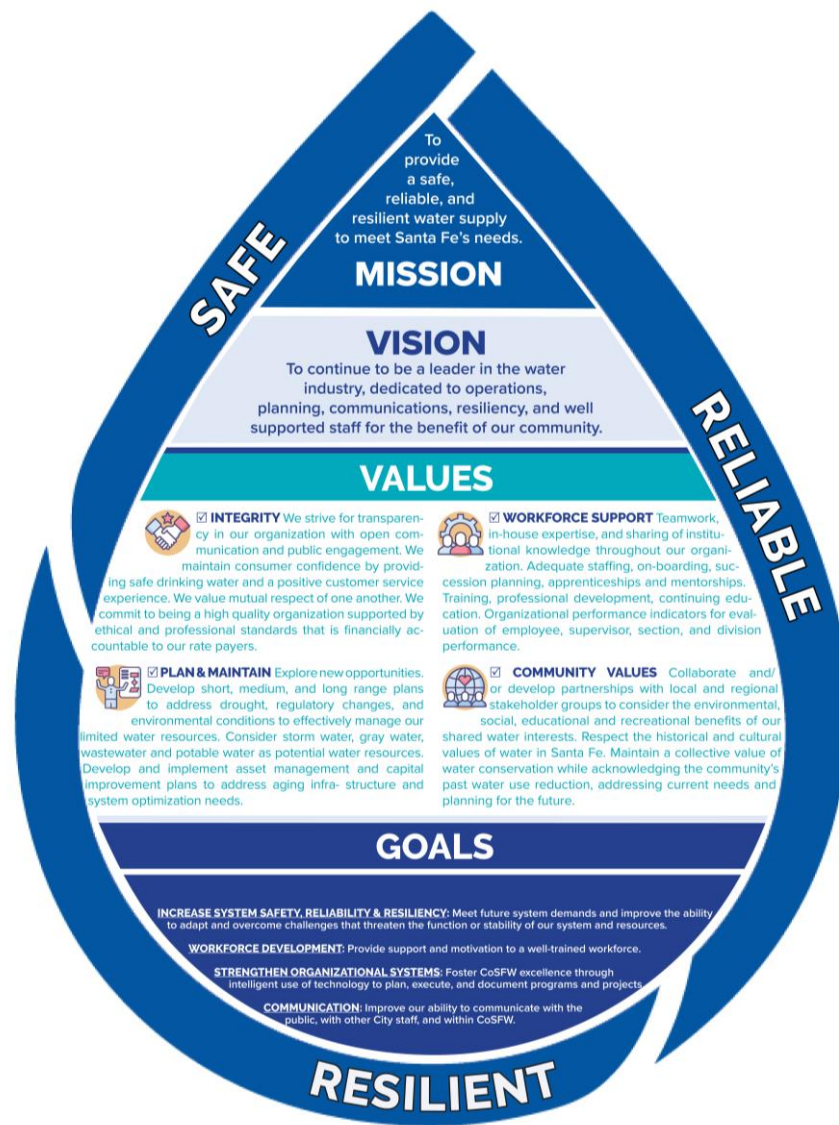 SAFE
RELIABLE
To
provide
a safe,
reliable, and
resilient water supply
to meet Santa Fe's needs.
MISSION
VISION
To continue to be a leader in the water
industry, dedicated to operations,
planning, communications, resiliency, and well
supported staff for the benefit of our community.
VALUES
☑ INTEGRITY We strive for transparen-
cy in our organization with open com-
munication and public engagement. We
maintain consumer confidence by provid-
ing safe drinking water and a positive customer service
experience. We value mutual respect of one another. We
commit to being a high quality organization supported by
ethical and professional standards that is financially ac-
countable to our rate payers.
☑ WORKFORCE SUPPORT Teamwork,
in-house expertise, and sharing of institu-
tional knowledge throughout our organi-
zation. Adequate staffing, on-boarding, suc-
cession planning, apprenticeships and mentorships.
Training, professional development, continuing edu-
cation. Organizational performance indicators for eval-
uation of employee, supervisor, section, and division
performance.
☑ PLAN & MAINTAIN Explore new opportunities.
Develop short, medium, and long range plans
to address drought, regulatory changes, and
environmental conditions to effectively manage our
limited water resources. Consider storm water, gray water,
wastewater and potable water as potential water resources.
Develop and implement asset management and capital
improvement plans to address aging infra- structure and
system optimization needs.
☑ COMMUNITY VALUES Collaborate and/
or develop partnerships with local and regional
stakeholder groups to consider the environmental,
social, educational and recreational benefits of our
shared water interests. Respect the historical and cultural
values of water in Santa Fe. Maintain a collective value of
water conservation while acknowledging the community's
past water use reduction, addressing current needs and
planning for the future.
GOALS
INCREASE SYSTEM SAFETY, RELIABILITY & RESILIENCY: Meet future system demands and improve the ability
to adapt and overcome challenges that threaten the function or stability of our system and resources.
WORKFORCE DEVELOPMENT: Provide support and motivation to a well-trained workforce.
STRENGTHEN ORGANIZATIONAL SYSTEMS: Foster CoSFW excellence through
intelligent use of technology to plan, execute, and document programs and projects
COMMUNICATION: Improve our ability to communicate with the
public, with other City staff, and within CoSFW.
RESILIENT